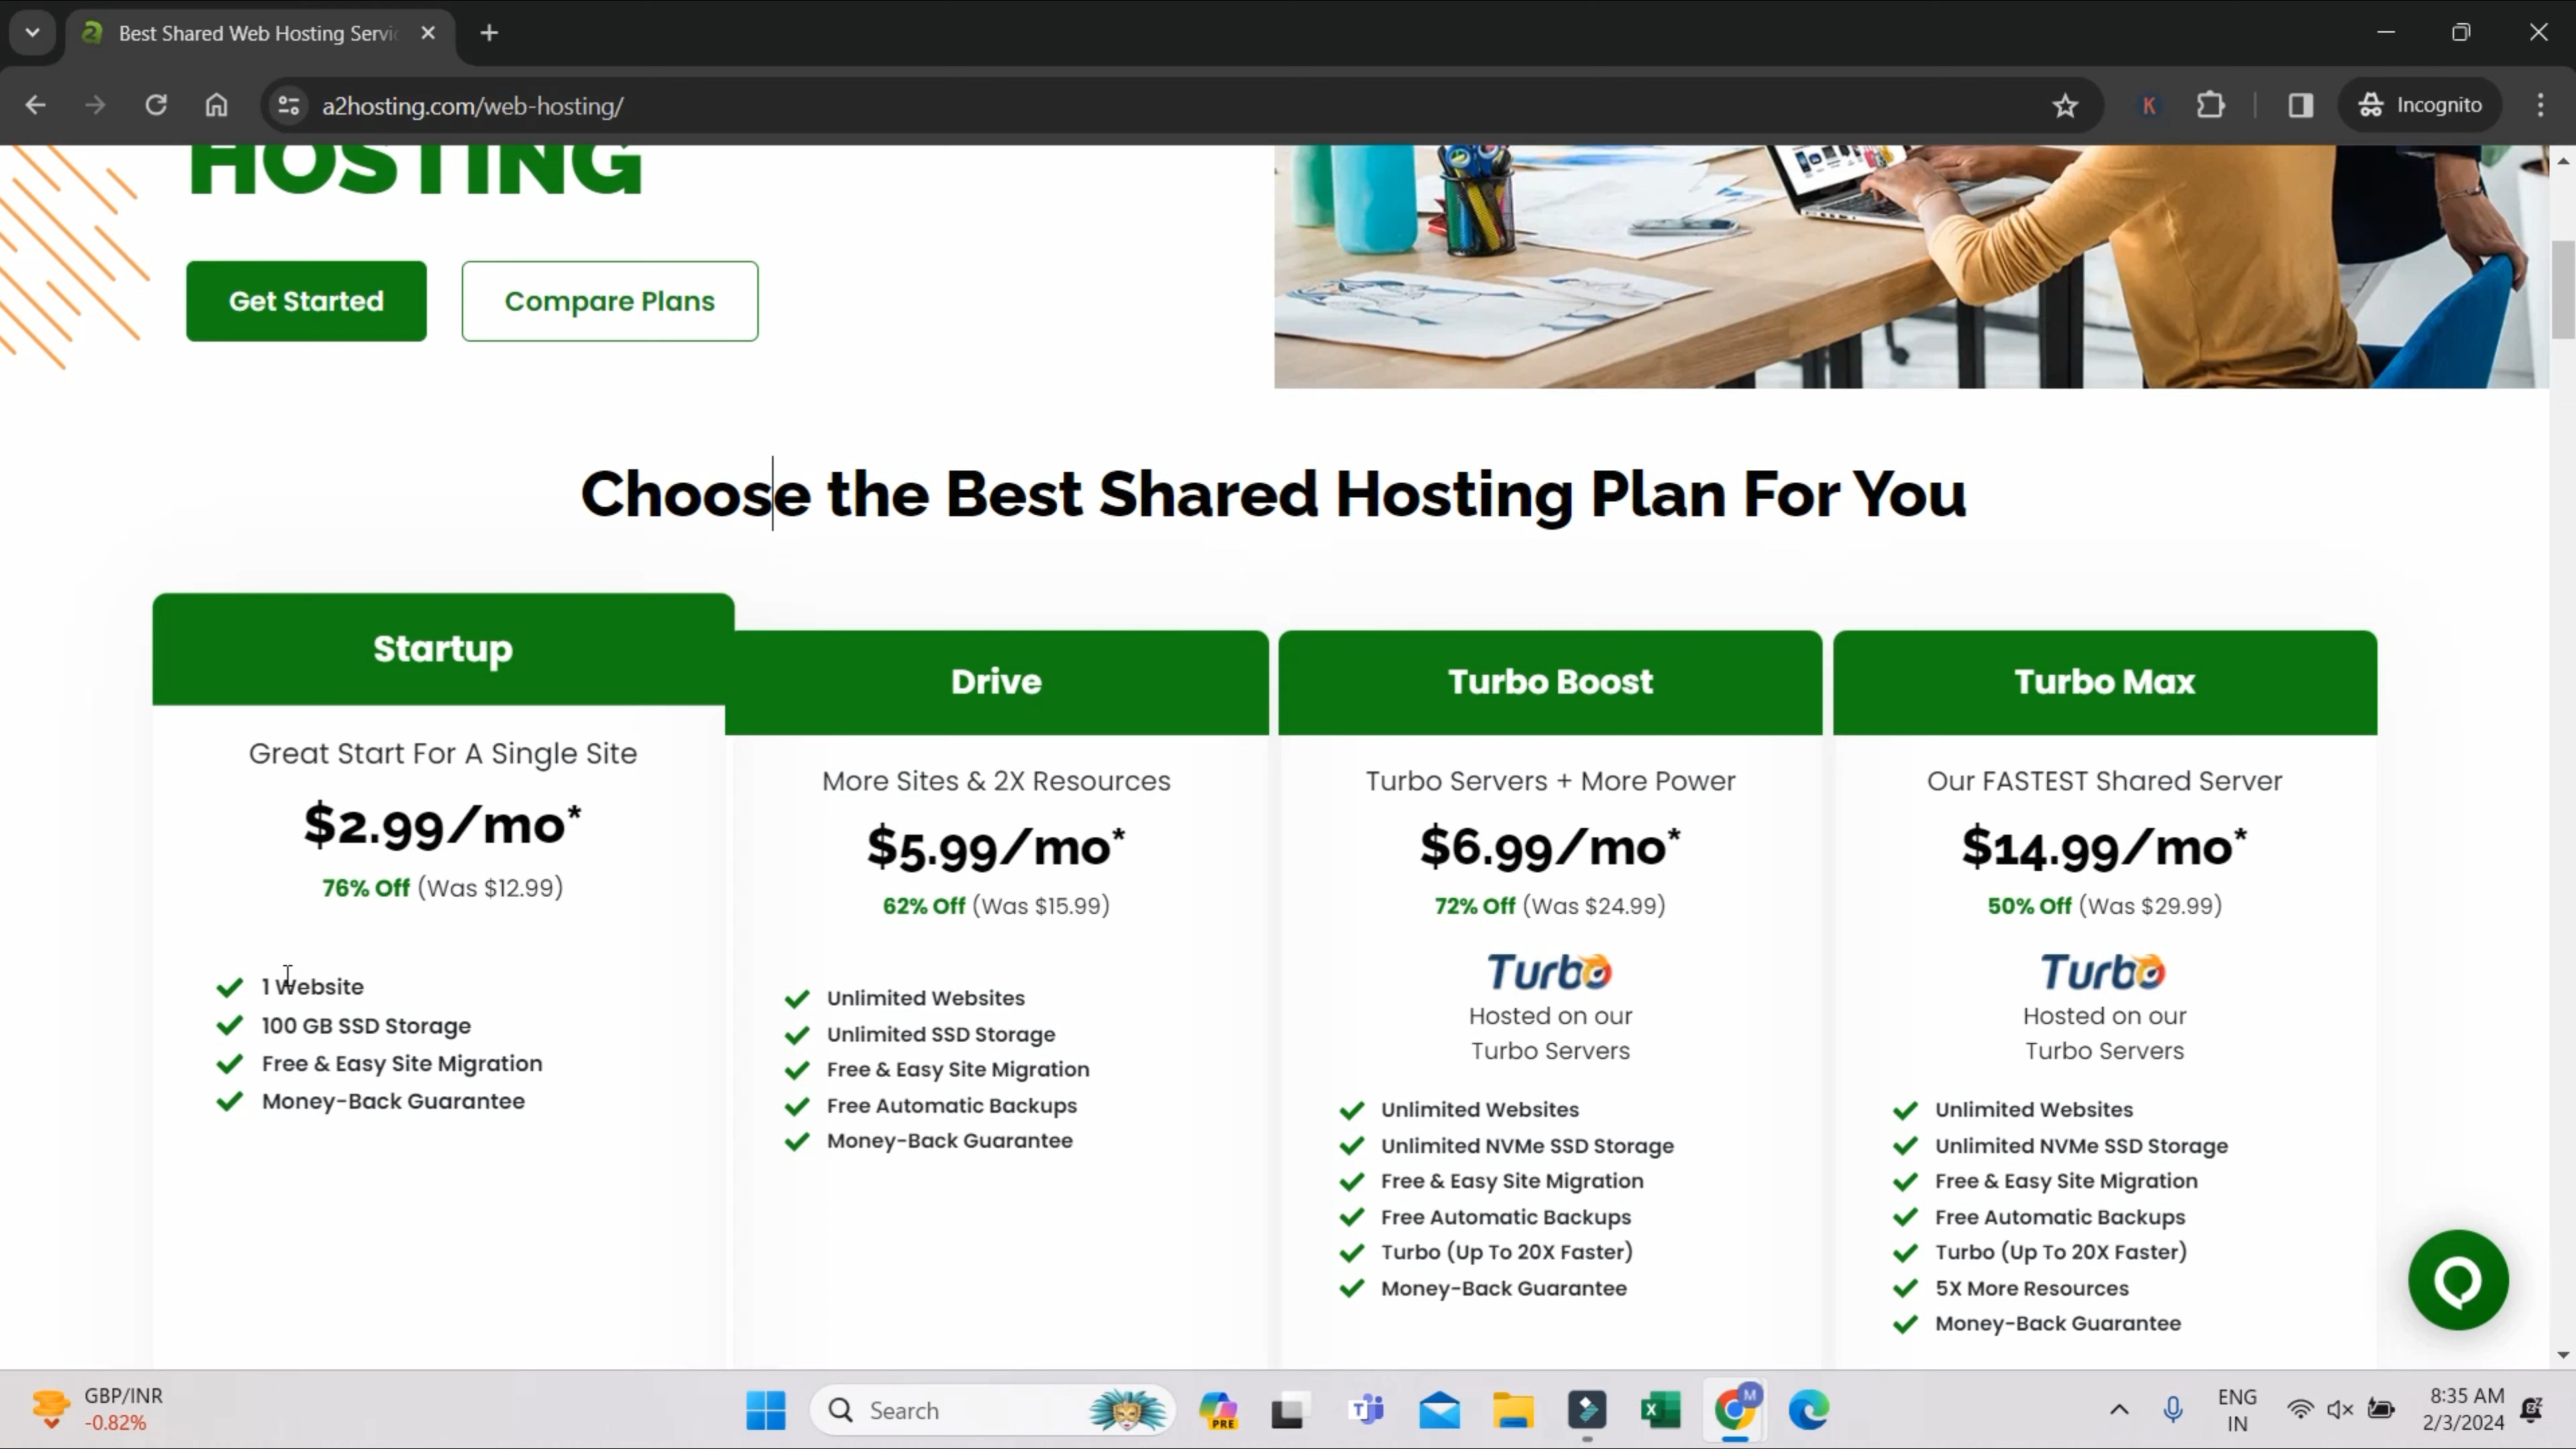 Best Shared Web Hosting Servi
a2hosting.com/web-hosting/
K
Incognito
HOSTING
Get Started
Compare Plans
Choose the Best Shared Hosting Plan For You
Startup
Great Start For A Single Site
$2.99/mo*
76% Off (Was $12.99)
1 Website
100 GB SSD Storage
Free & Easy Site Migration
Money-Back Guarantee
Drive
More Sites & 2X Resources
$5.99/mo*
62% Off (Was $15.99)
Unlimited Websites
Unlimited SSD Storage
Free & Easy Site Migration
Free Automatic Backups
Money-Back Guarantee
Turbo Boost
Turbo Servers + More Power
$6.99/mo*
72% Off (Was $24.99)
Turbo
Hosted on our
Turbo Servers
Unlimited Websites
Unlimited NVMe SSD Storage
Free & Easy Site Migration
Free Automatic Backups
Turbo (Up To 20X Faster)
Money-Back Guarantee
Turbo Max
Our FASTEST Shared Server
$14.99/mo*
50% Off (Was $29.99)
Turbo
Hosted on our
Turbo Servers
Unlimited Websites
Unlimited NVMe SSD Storage
Free & Easy Site Migration
Free Automatic Backups
Turbo (Up To 20X Faster)
5X More Resources
Money-Back Guarantee
GBP/INR
-0.82%
Search
PRE
M
ENG
IN
8:35 AM
2/3/2024